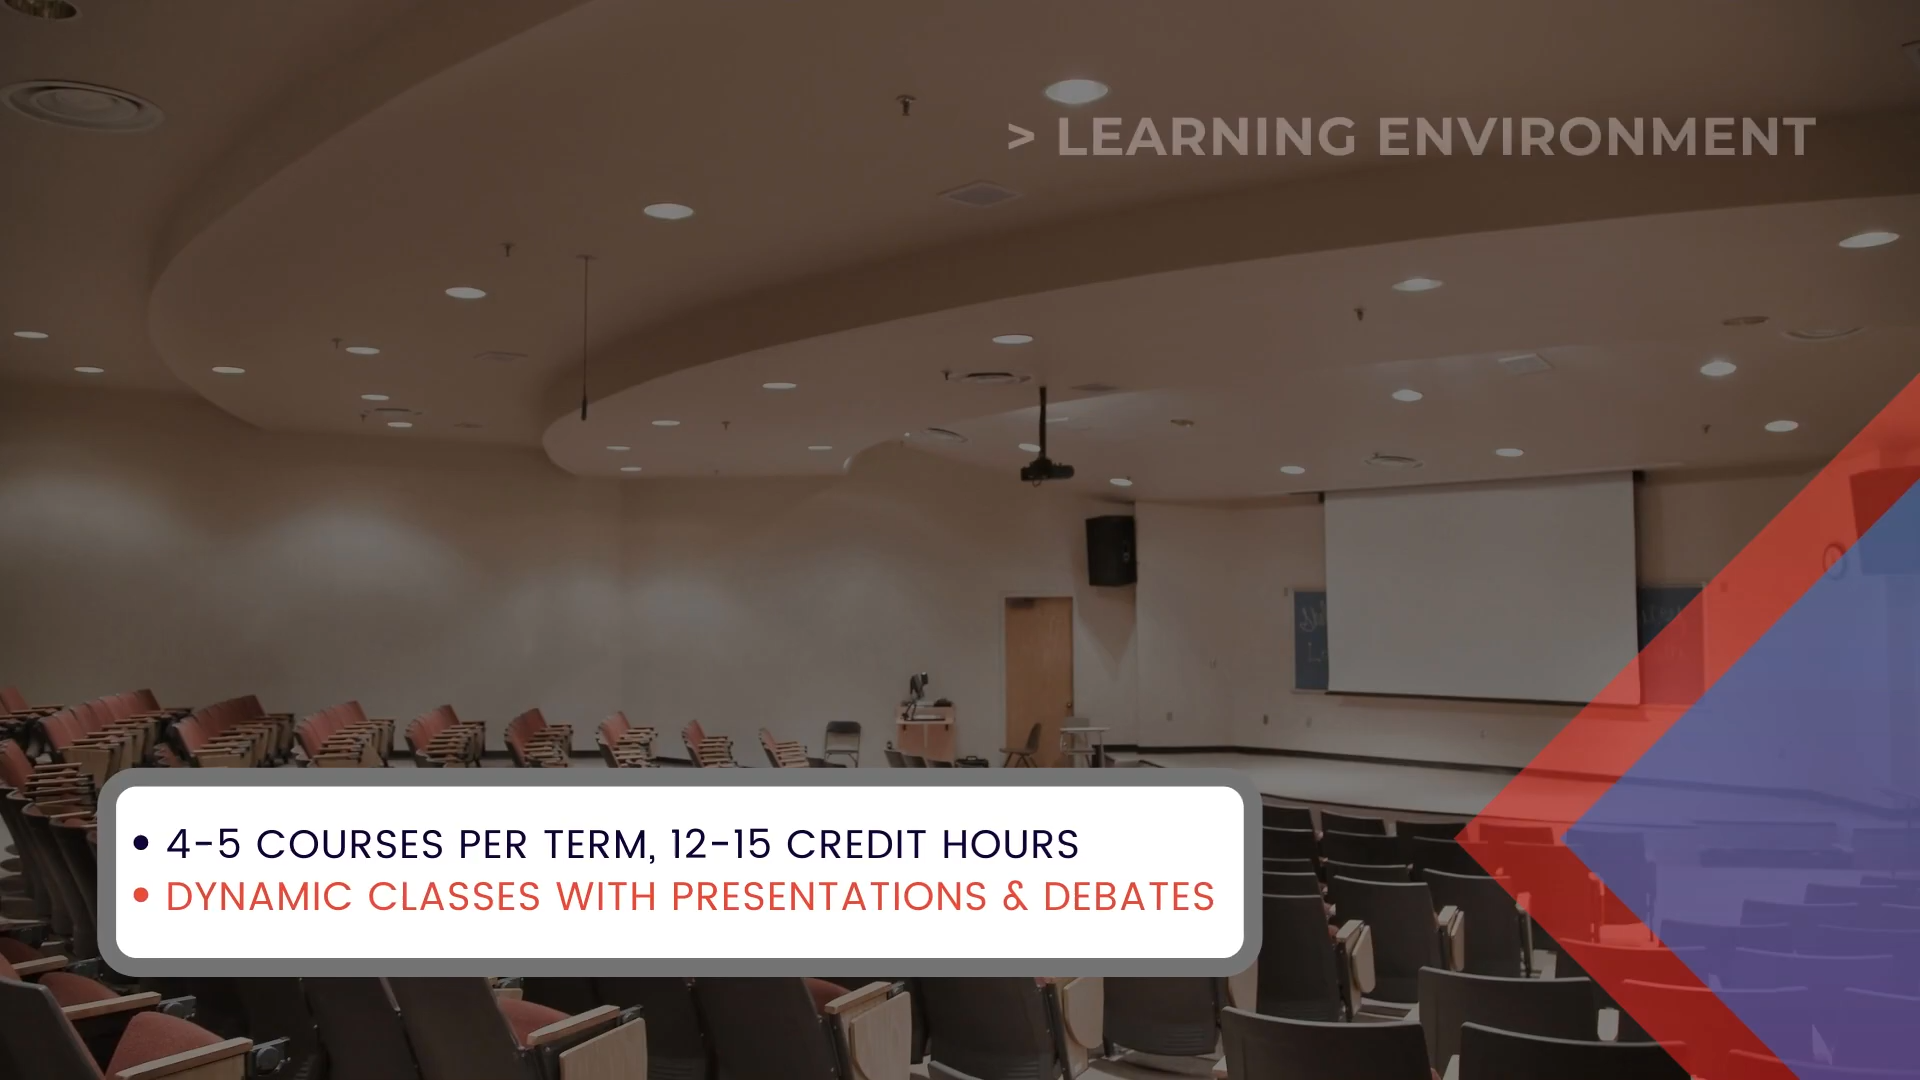 > LEARNING ENVIRONMENT
• 4-5 COURSES PER TERM, 12-15 CREDIT HOURS
• DYNAMIC CLASSES WITH PRESENTATIONS & DEBATES